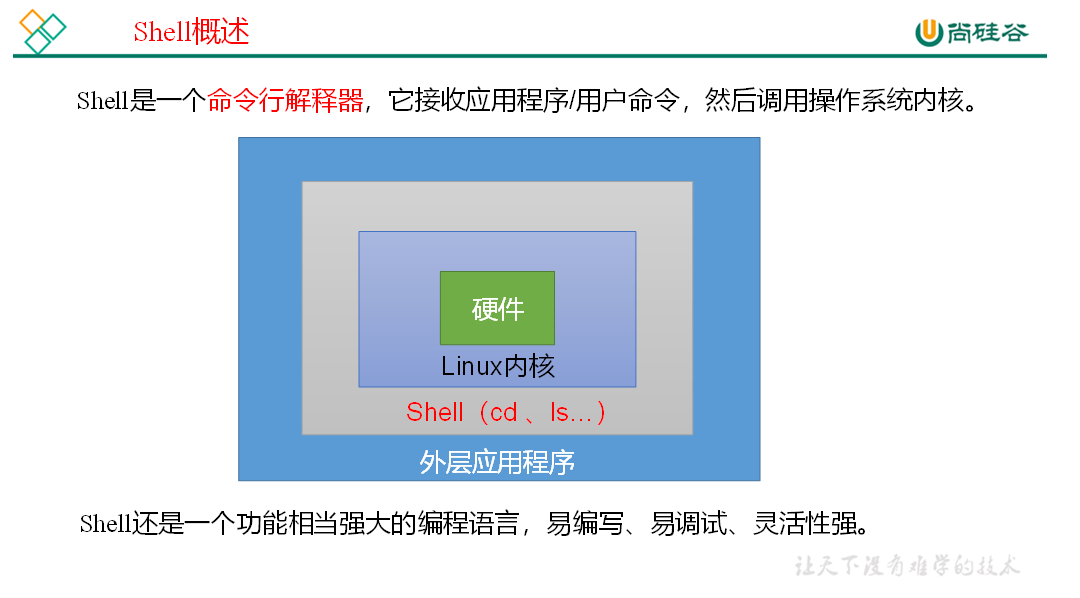 Shell概述
尚硅谷
Shell是一个命令行解释器，它接收应用程序/用户命令，然后调用操作系统内核。
硬件
Linux内核
Shell（cd 、ls…）
外层应用程序
Shell还是一个功能相当强大的编程语言，易编写、易调试、灵活性强。
让天下没有难学的技术